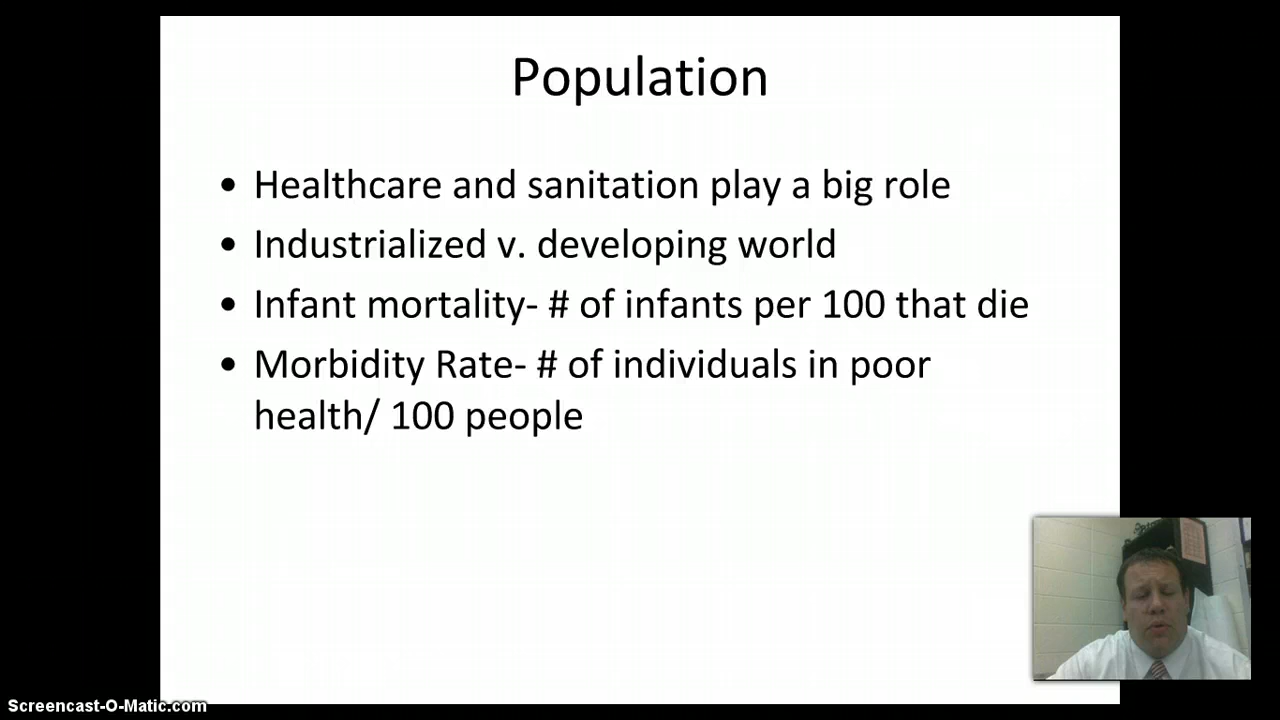 Population
• Healthcare and sanitation play a big role
• Industrialized v. developing world
• Infant mortality- # of infants per 100 that die
• Morbidity Rate- # of individuals in poor
health/ 100 people
Screencast-O-Matic.com